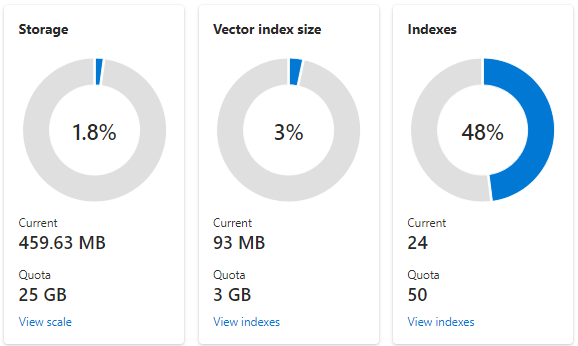 Storage
1.8%
Current
459.63 MB
Quota
25 GB
View scale
Vector index size
3%
Current
93 MB
Quota
3 GB
View indexes
Indexes
48%
Current
24
Quota
50
View indexes